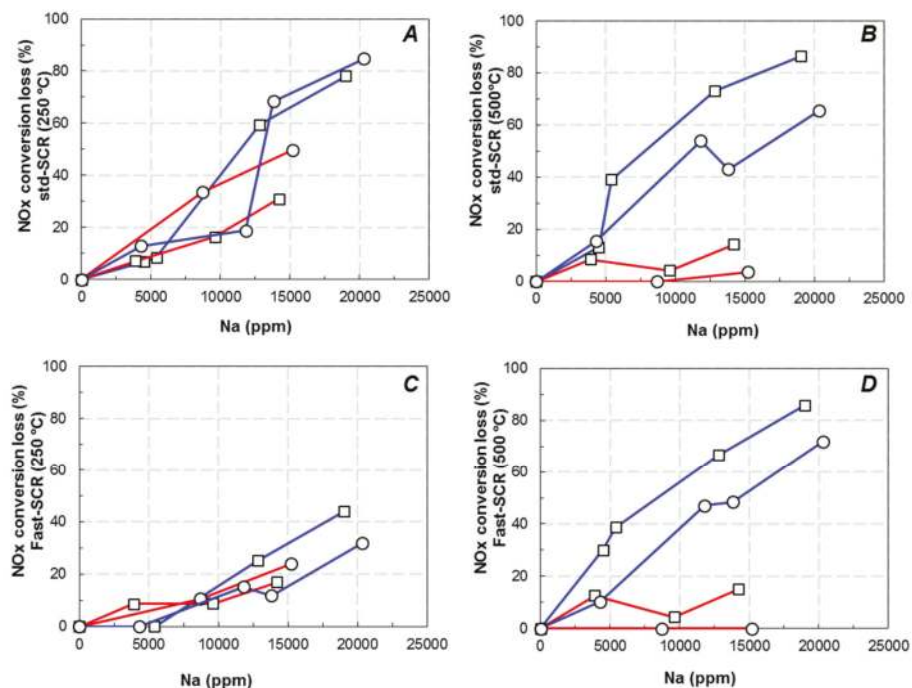 A
NOx conversion loss (%)
std-SCR (250 ºC)
100
80
60
40
20
0
0 5000 10000 15000 20000 25000
Na (ppm)
B
NOx conversion loss (%)
std-SCR (500ºC)
100
80
60
40
20
0
0 5000 10000 15000 20000 25000
Na (ppm)
C
NOx conversion loss (%)
Fast-SCR (250 ºC)
100
80
60
40
20
0
0 5000 10000 15000 20000 25000
Na (ppm)
D
NOx conversion loss (%)
Fast-SCR (500 ºC)
100
80
60
40
20
0
0 5000 10000 15000 20000 25000
Na (ppm)